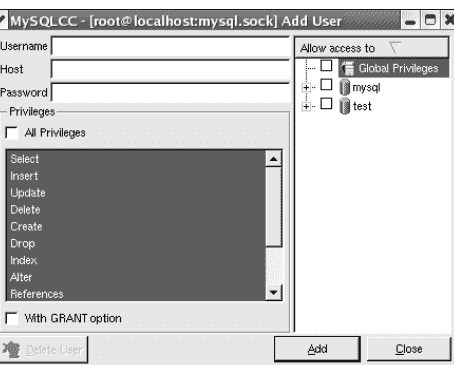 MySQLCC - [root@localhost:mysql.sock] Add User
Username
Host
Password
Privileges
All Privileges
Select
Insert
Update
Delete
Create
Drop
Index
Alter
References
With GRANT option
Delete User
Allow access to
Global Privileges
mysql
test
Add
Close